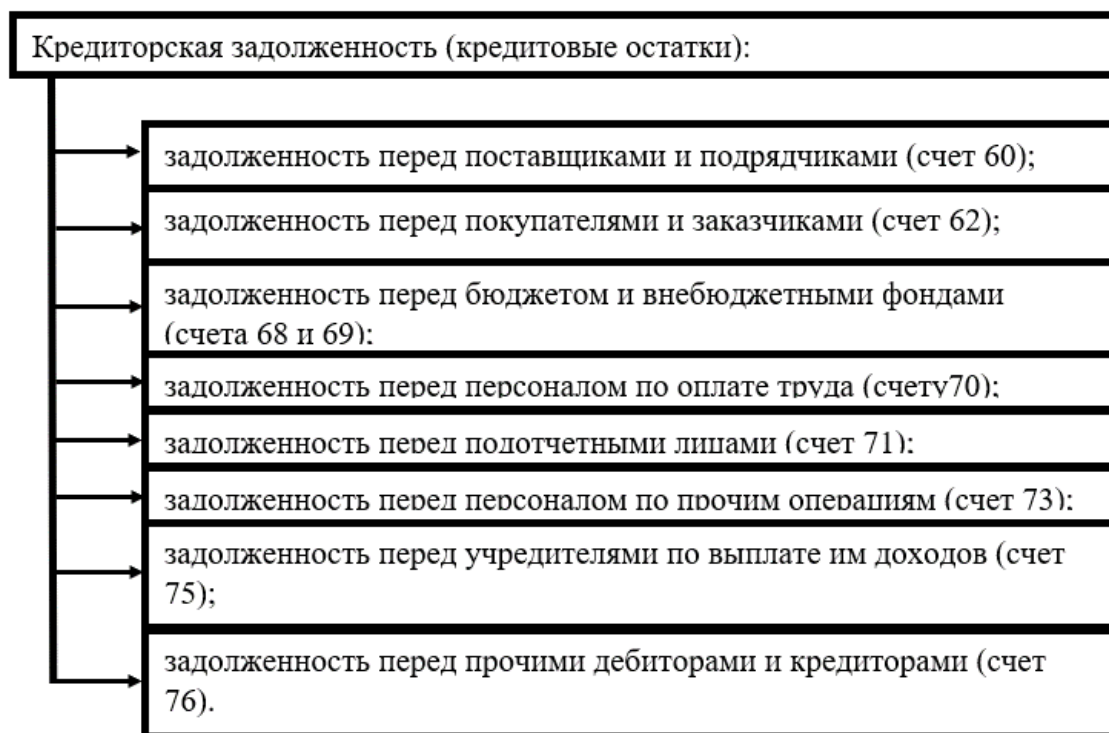 Кредиторская задолженность (кредитовые остатки):
задолженность перед поставщиками и подрядчиками (счет 60);
задолженность перед покупателями и заказчиками (счет 62);
задолженность перед бюджетом и внебюджетными фондами
(счета 68 и 69);
задолженность перед персоналом по оплате труда (счету70);
задолженность перед подотчетными лицами (счет 71);
задолженность перед персоналом по прочим операциям (счет 73);
задолженность перед учредителями по выплате им доходов (счет
75);
задолженность перед прочими дебиторами и кредиторами (счет
76).